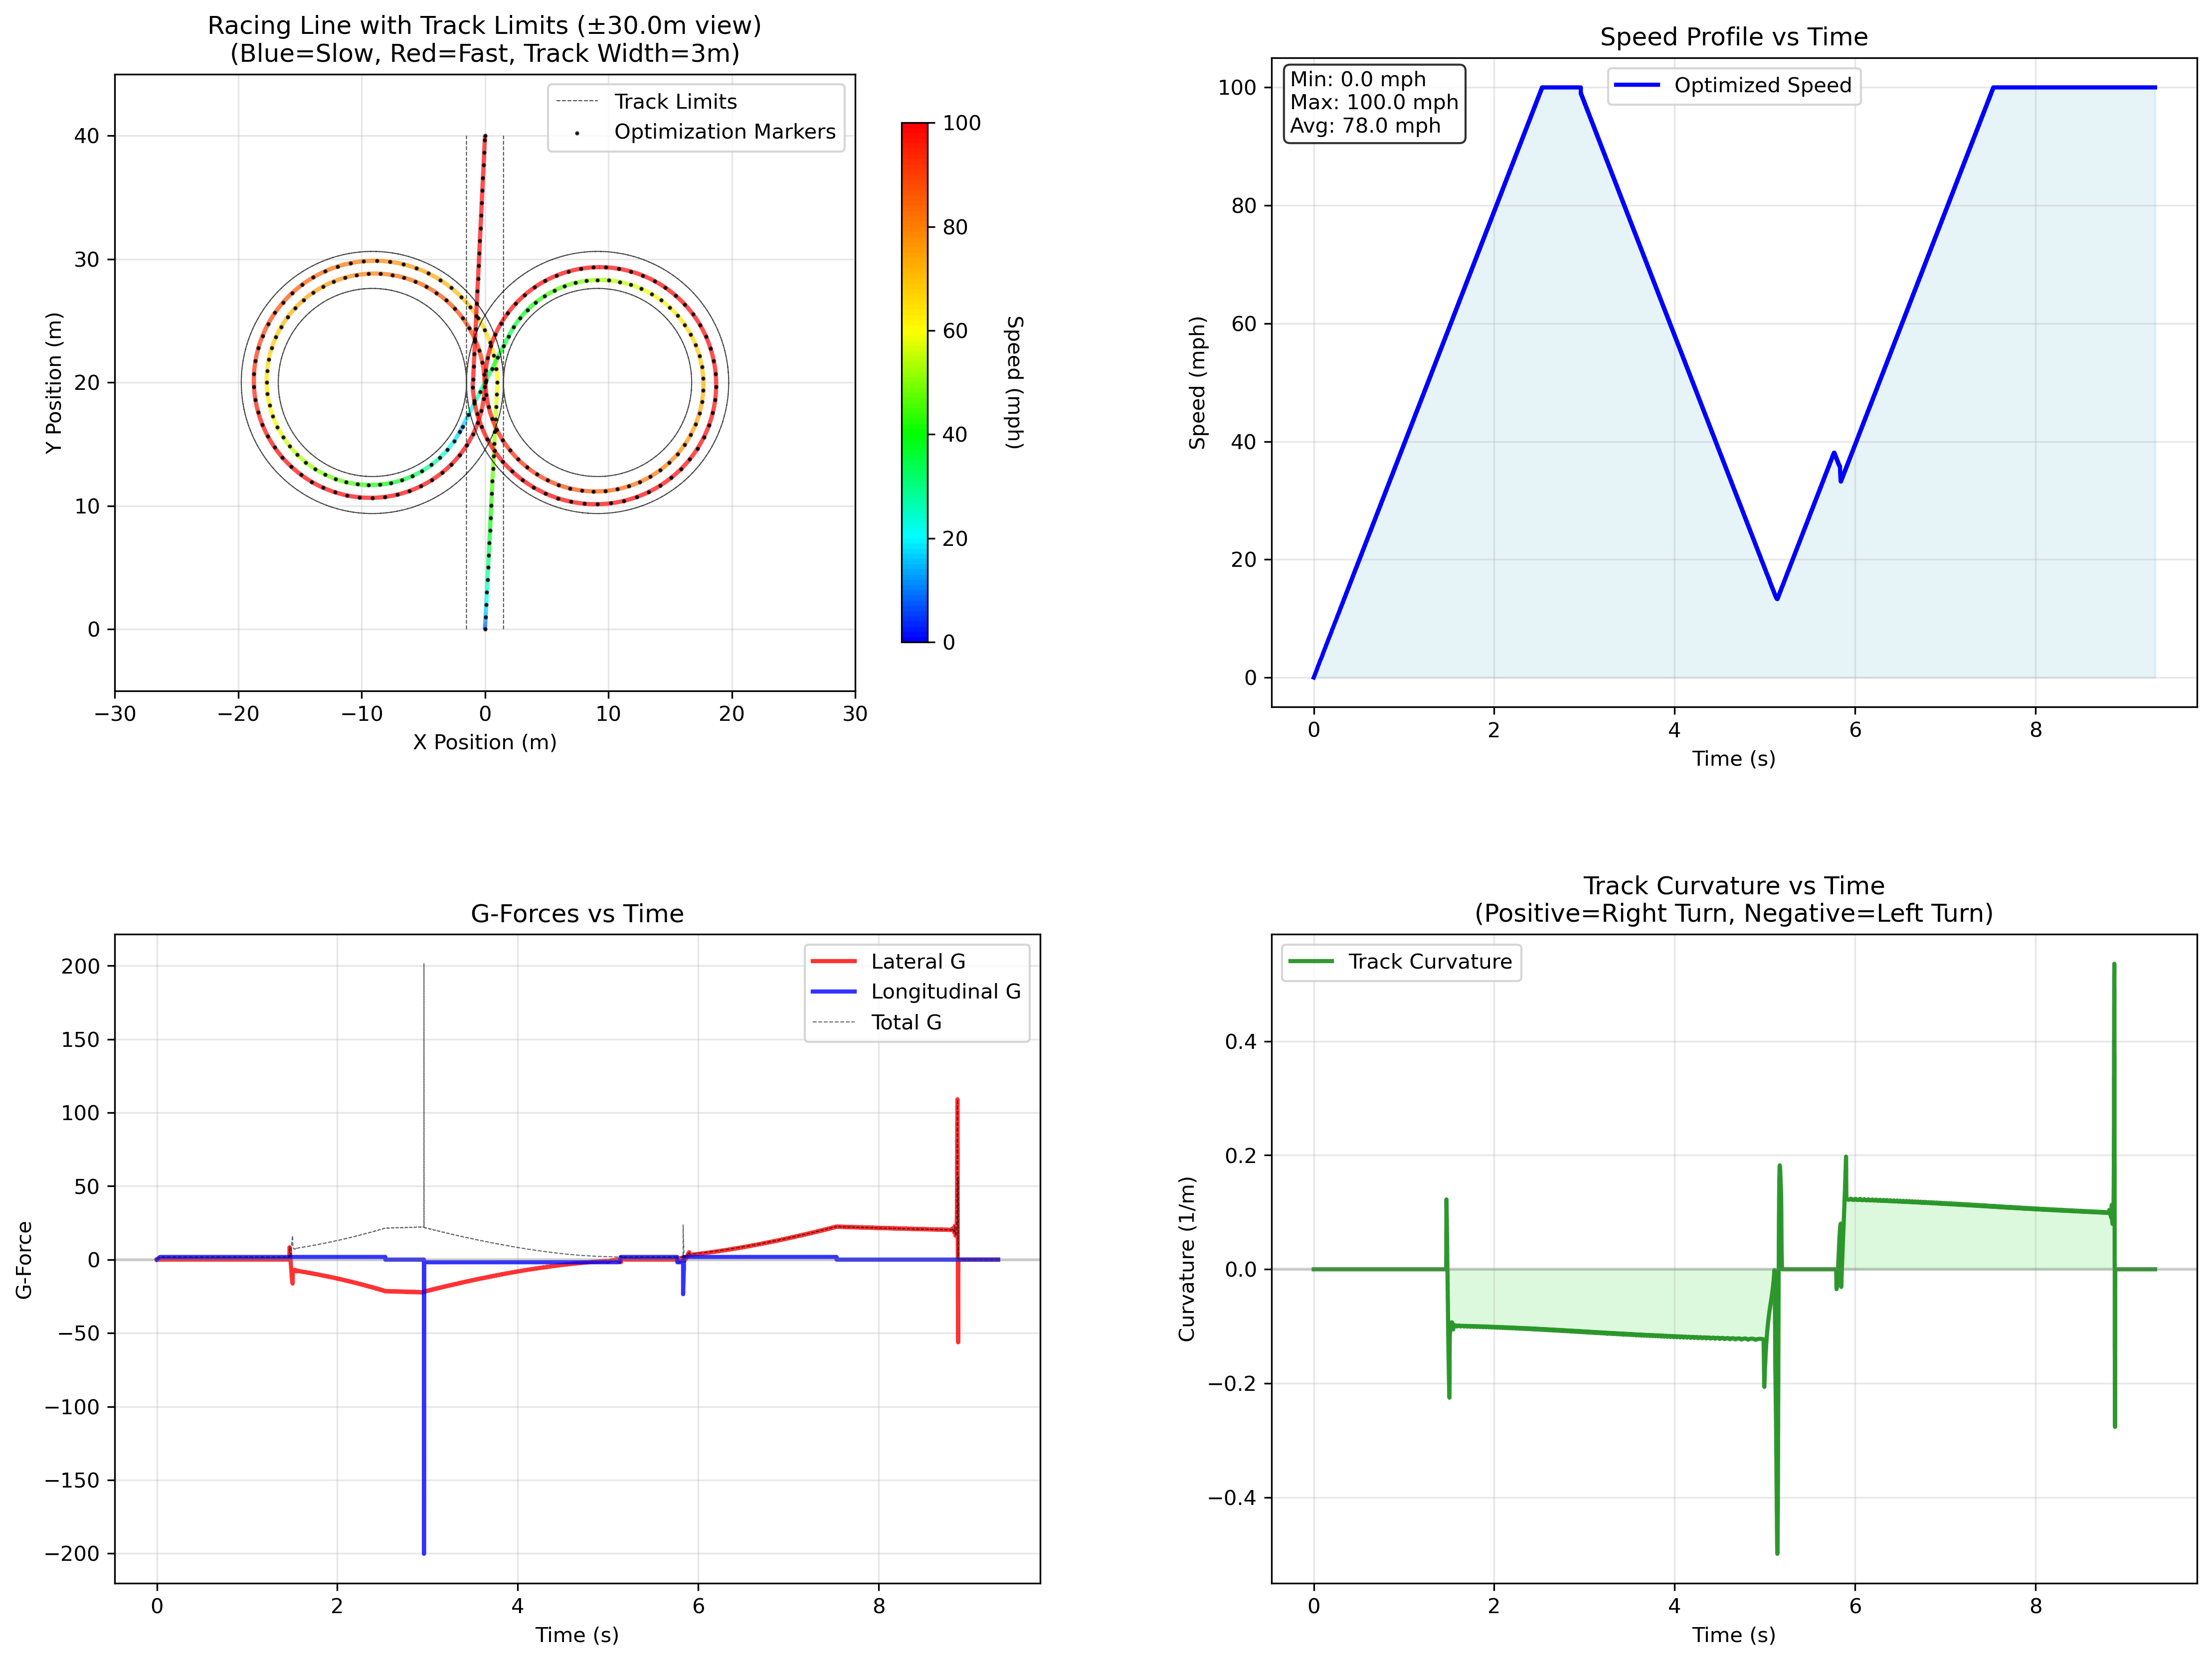 Racing Line with Track Limits (±30.0m view)
(Blue=Slow, Red=Fast, Track Width=3m)
Track Limits
Optimization Markers
Y Position (m)
40
30
20
10
0
−30
−20
−10
0
10
20
30
X Position (m)
100
80
60
40
20
0
Speed (mph)
Speed Profile vs Time
Min: 0.0 mph
Max: 100.0 mph
Avg: 78.0 mph
Optimized Speed
Speed (mph)
100
80
60
40
20
0
0
2
4
6
8
Time (s)
G-Forces vs Time
Lateral G
Longitudinal G
Total G
G-Force
200
150
100
50
0
−50
−100
−150
−200
0
2
4
6
8
Time (s)
Track Curvature vs Time
(Positive=Right Turn, Negative=Left Turn)
Track Curvature
Curvature (1/m)
0.4
0.2
0.0
−0.2
−0.4
0
2
4
6
8
Time (s)